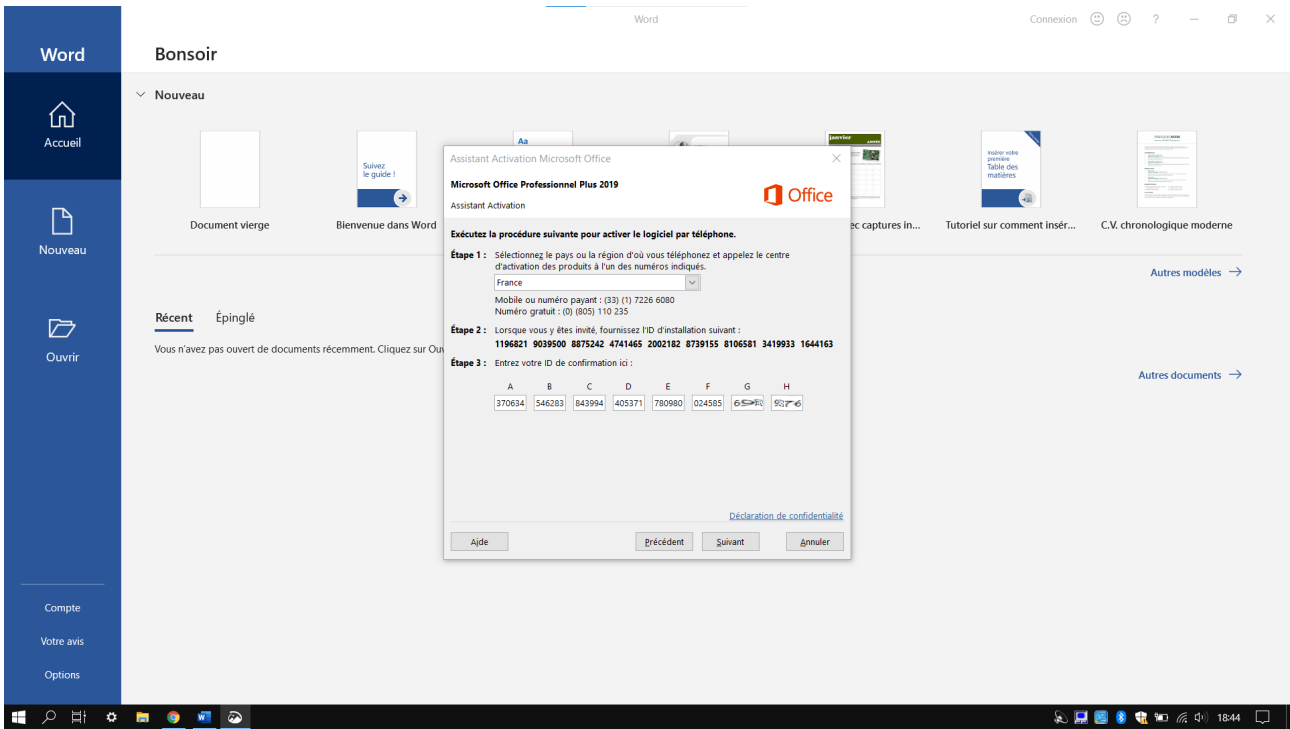 Word
Connexion ?
Word
Bonsoir
Accueil
Nouveau
Ouvrir
Compte
Votre avis
Options
Nouveau
Document vierge
Suivez
le guide !
Bienvenue dans Word
Aa
janvier
ec captures in...
Insérer votre
première
Table des
matières
Tutoriel sur comment insér...
C.V. chronologique moderne
Autres modèles
Récent Épinglé
Vous n'avez pas ouvert de documents récemment. Cliquez sur Ou
Autres documents
Assistant Activation Microsoft Office
Microsoft Office Professionnel Plus 2019
Office
Assistant Activation
Exécutez la procédure suivante pour activer le logiciel par téléphone.
Étape 1 : Sélectionnez le pays ou la région d'où vous téléphonez et appelez le centre
d'activation des produits à l'un des numéros indiqués.
France
Mobile ou numéro payant : (33) (1) 7226 6080
Numéro gratuit : (0) (805) 110 235
Étape 2 : Lorsque vous y êtes invité, fournissez l'ID d'installation suivant :
1196821 9039500 8875242 4741465 2002182 8739155 8106581 3419933 1644163
Étape 3 : Entrez votre ID de confirmation ici :
A B C D E F G H
370634 546283 843994 405371 780980 024585
Déclaration de confidentialité
Aide Précédent Suivant Annuler
18:44